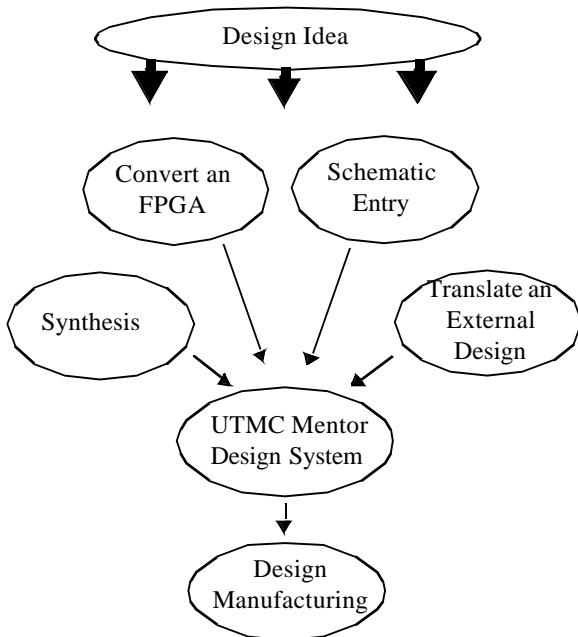 Design Idea
Convert an
FPGA
Schematic
Entry
Synthesis
Translate an
External
Design
UTMC Mentor
Design System
Design
Manufacturing